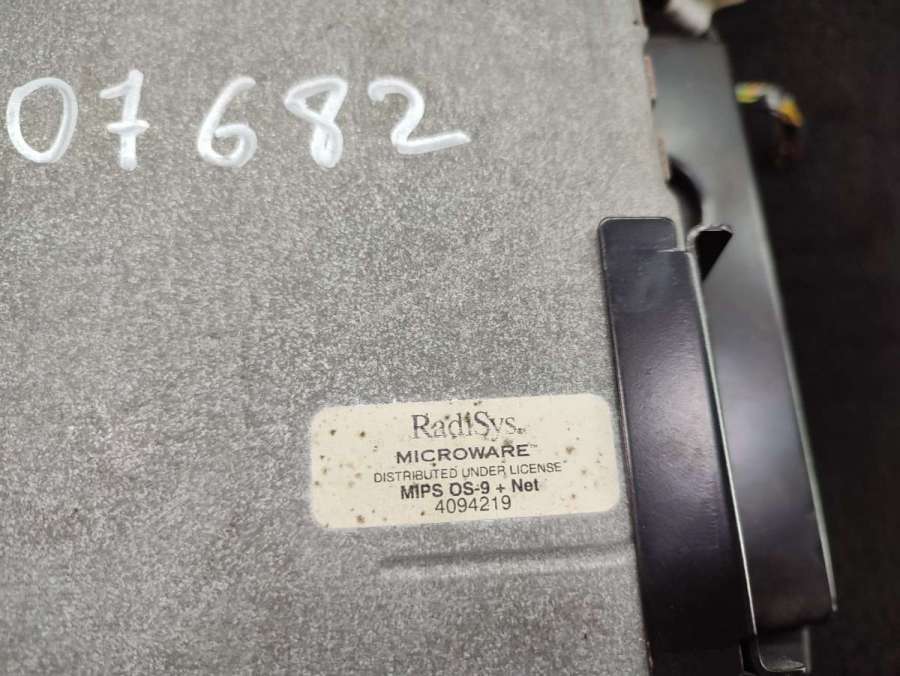 07682
RadiSys.
MICROWARE™
DISTRIBUTED UNDER LICENSE
MIPS OS-9 + Net
4094219